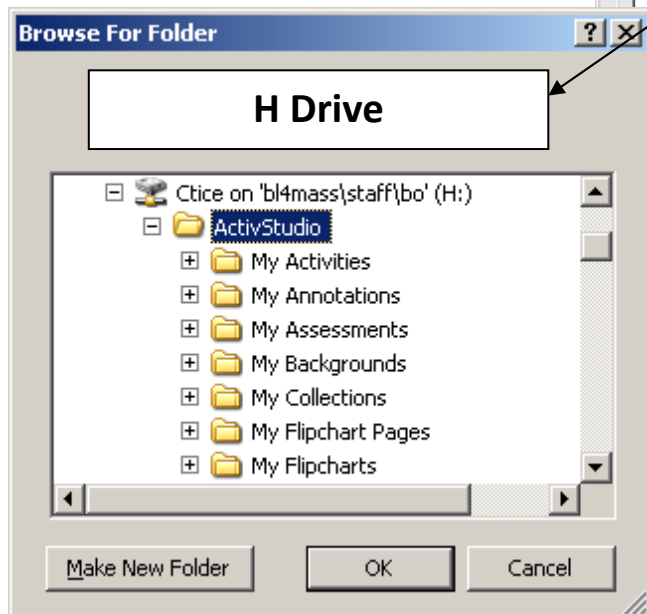 Browse For Folder
H Drive
Ctice on 'bl4mass\staff\bo' (H:)
ActivStudio
My Activities
My Annotations
My Assessments
My Backgrounds
My Collections
My Flipchart Pages
My Flipcharts
Make New Folder OK Cancel